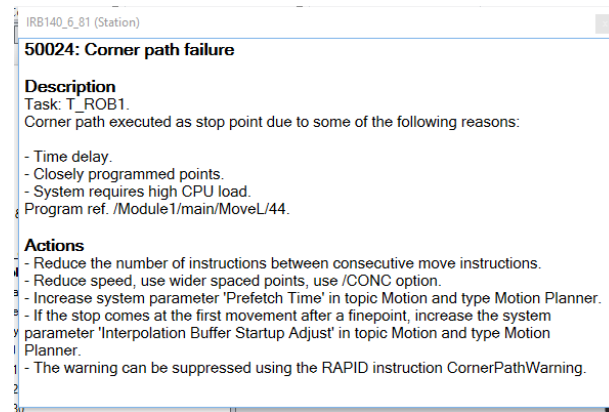 IRB140_6_81 (Station)
50024: Corner path failure
Description
Task: T_ROB1.
Corner path executed as stop point due to some of the following reasons:
- Time delay.
- Closely programmed points.
- System requires high CPU load.
Program ref. /Module1/main/MoveL/44.
Actions
- Reduce the number of instructions between consecutive move instructions.
- Reduce speed, use wider spaced points, use /CONC option.
- Increase system parameter 'Prefetch Time' in topic Motion and type Motion Planner.
- If the stop comes at the first movement after a finepoint, increase the system
parameter 'Interpolation Buffer Startup Adjust' in topic Motion and type Motion
Planner.
- The warning can be suppressed using the RAPID instruction CornerPathWarning.